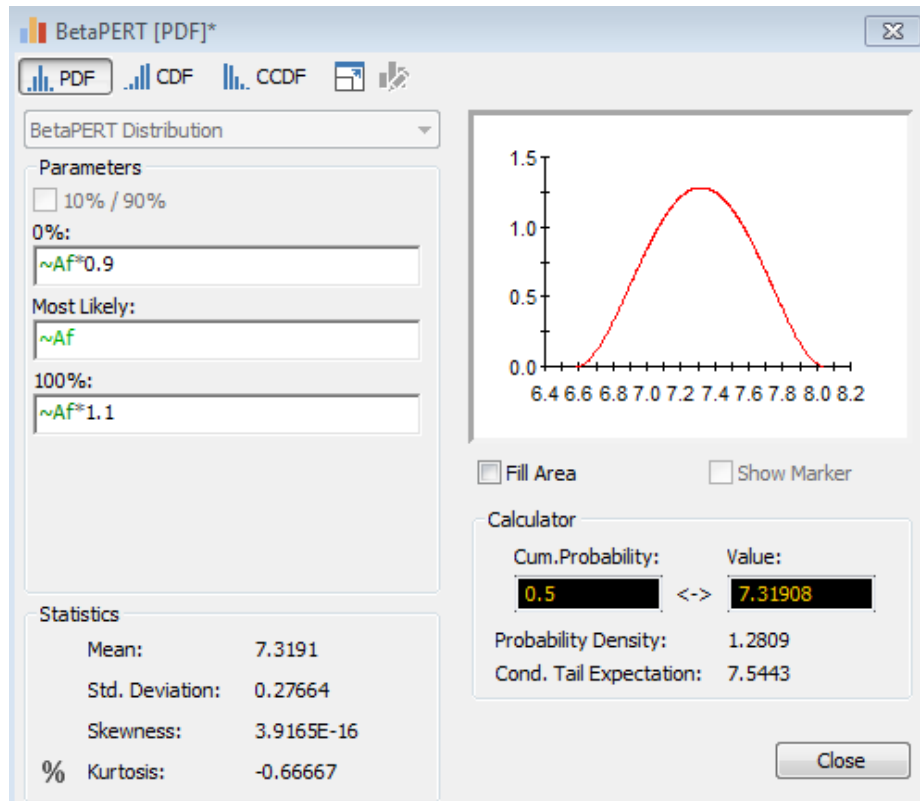 BetaPERT [PDF]*
PDF CDF CCDF
BetaPERT Distribution
Parameters
10% / 90%
0%:
~Af*0.9
Most Likely:
~Af
100%:
~Af*1.1
Statistics
Mean: 7.3191
Std. Deviation: 0.27664
Skewness: 3.9165E-16
% Kurtosis: -0.66667
1.5
1.0
0.5
0.0
6.4 6.6 6.8 7.0 7.2 7.4 7.6 7.8 8.0 8.2
Fill Area Show Marker
Calculator
Cum.Probability: Value:
0.5 <-> 7.31908
Probability Density: 1.2809
Cond. Tail Expectation: 7.5443
Close